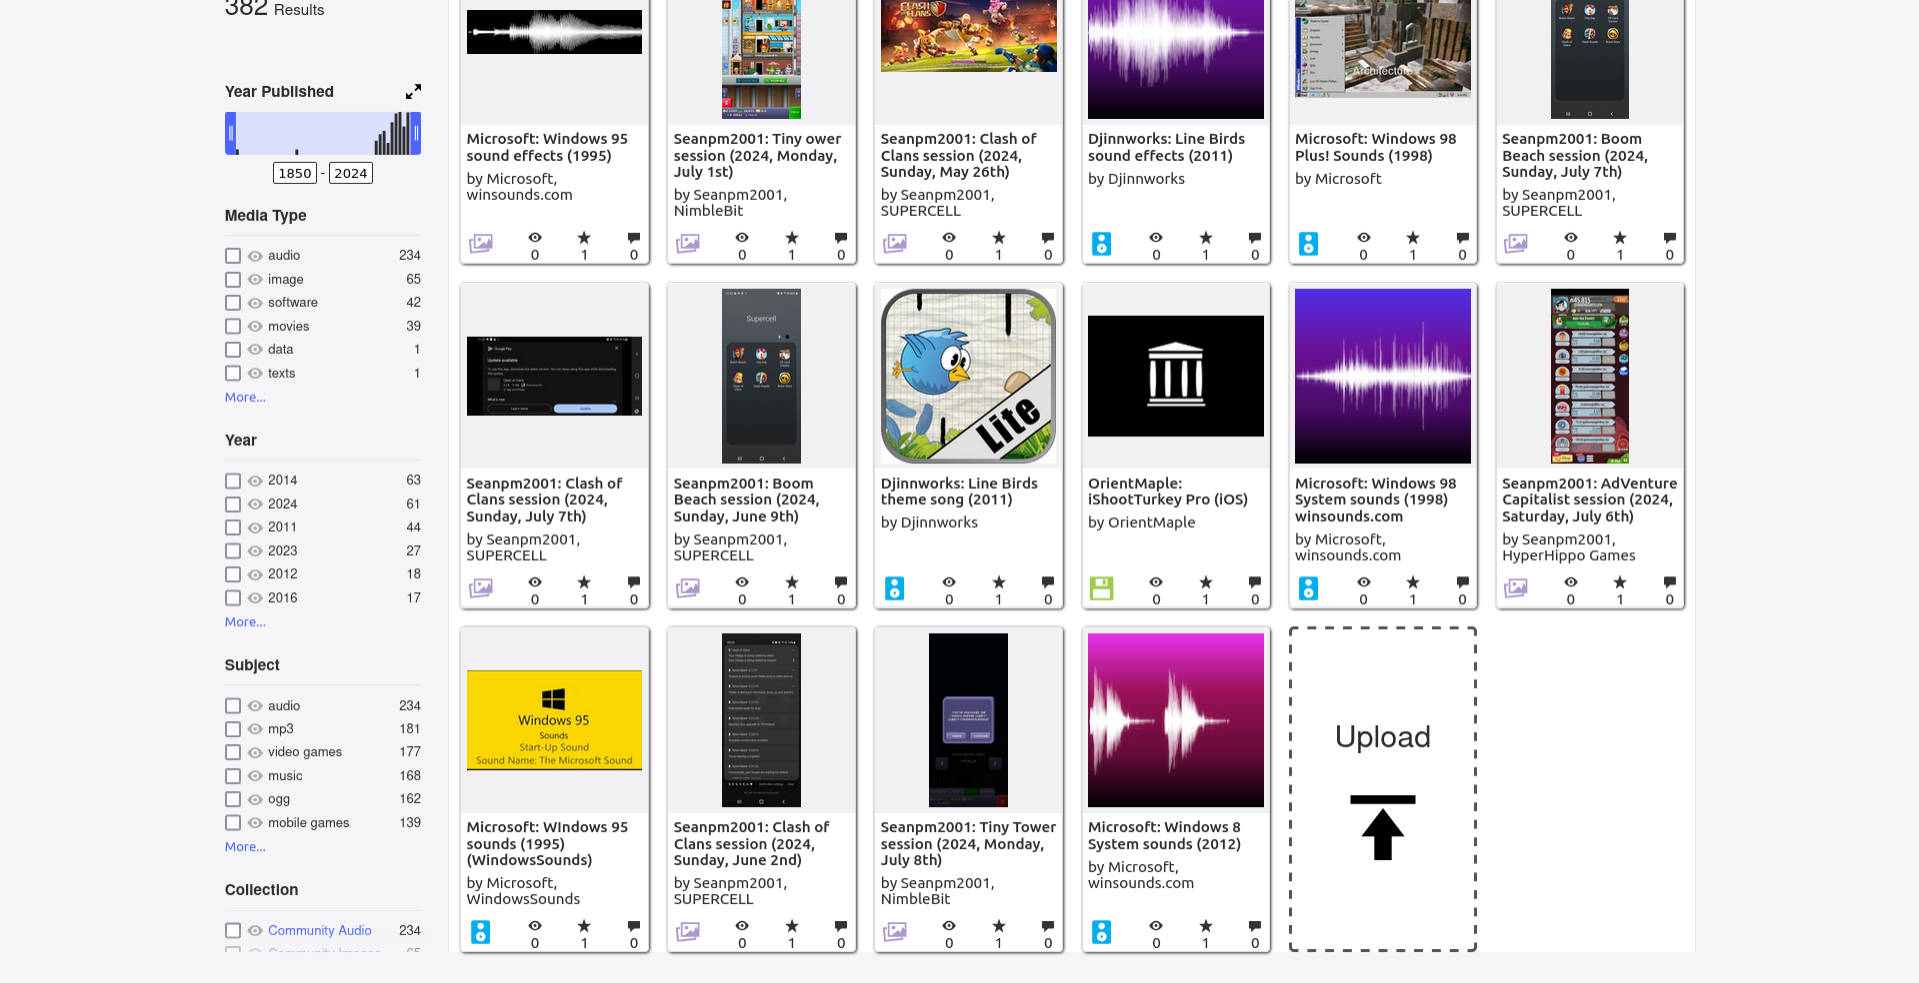 382 Results
Year Published
1850 - 2024
Media Type
audio 234
image 65
software 42
movies 39
data 1
texts 1
More...
Year
2014 63
2024 61
2011 44
2023 27
2012 18
2016 17
More...
Subject
audio 234
mp3 181
video games 177
music 168
ogg 162
mobile games 139
More...
Collection
Community Audio 234
Community Images 65
CLASH OF CLANS
Architecture
Microsoft: Windows 95
sound effects (1995)
by Microsoft,
winsounds.com
0 1 0
Seanpm2001: Tiny ower
session (2024, Monday,
July 1st)
by Seanpm2001,
NimbleBit
0 1 0
Seanpm2001: Clash of
Clans session (2024,
Sunday, May 26th)
by Seanpm2001,
SUPERCELL
0 1 0
Djinnworks: Line Birds
sound effects (2011)
by Djinnworks
0 1 0
Microsoft: Windows 98
Plus! Sounds (1998)
by Microsoft
0 1 0
Seanpm2001: Boom
Beach session (2024,
Sunday, July 7th)
by Seanpm2001,
SUPERCELL
0 1 0
Google Play
Update available
Seanpm2001: Clash of
Clans session (2024,
Sunday, July 7th)
by Seanpm2001,
SUPERCELL
0 1 0
Supercell
Seanpm2001: Boom
Beach session (2024,
Sunday, June 9th)
by Seanpm2001,
SUPERCELL
0 1 0
Lite
Djinnworks: Line Birds
theme song (2011)
by Djinnworks
0 1 0
OrientMaple:
iShootTurkey Pro (iOS)
by OrientMaple
0 1 0
Microsoft: Windows 98
System sounds (1998)
winsounds.com
by Microsoft,
winsounds.com
0 1 0
Seanpm2001: AdVenture
Capitalist session (2024,
Saturday, July 6th)
by Seanpm2001,
HyperHippo Games
0 1 0
Windows 95
Sounds
Start-Up Sound
Sound Name: The Microsoft Sound
Microsoft: WIndows 95
sounds (1995)
(WindowsSounds)
by Microsoft,
WindowsSounds
0 1 0
Seanpm2001: Clash of
Clans session (2024,
Sunday, June 2nd)
by Seanpm2001,
SUPERCELL
0 1 0
Seanpm2001: Tiny Tower
session (2024, Monday,
July 8th)
by Seanpm2001,
NimbleBit
0 1 0
Microsoft: Windows 8
System sounds (2012)
by Microsoft,
winsounds.com
0 1 0
Upload